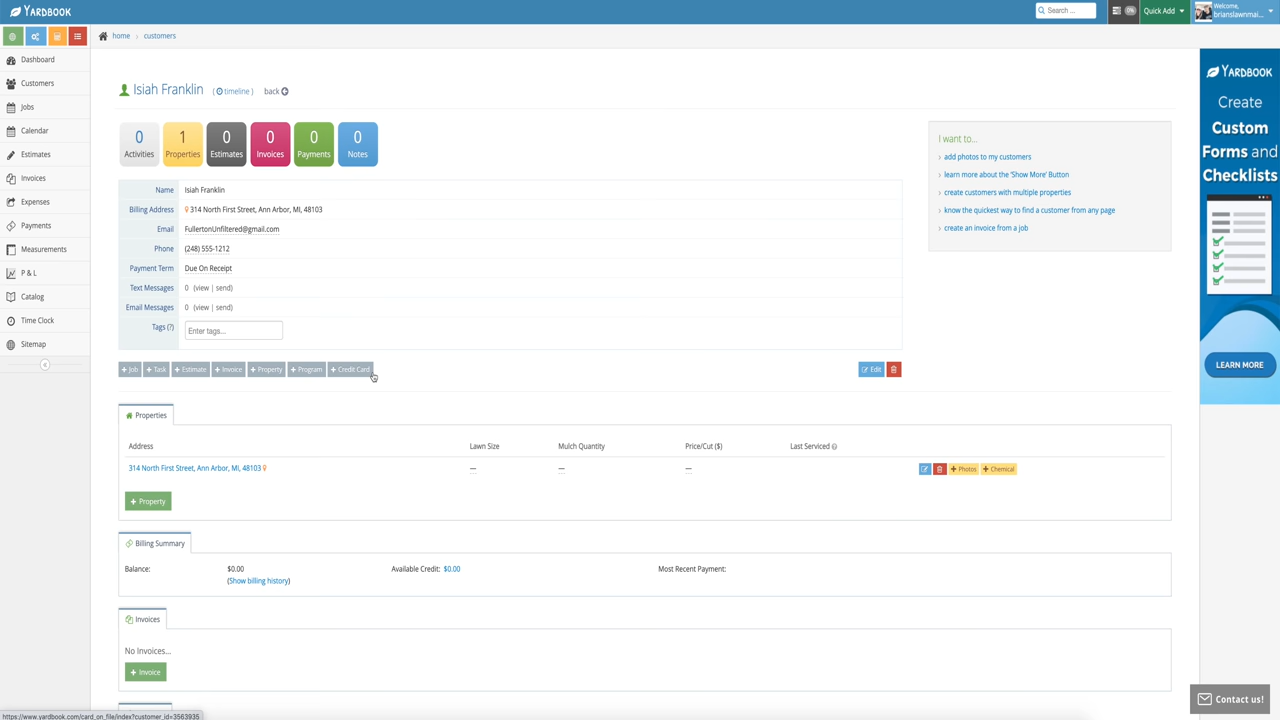 YARDBOOK
Search ...
0%
Quick Add
Welcome,
brianslawnmai...
home
customers
Dashboard
Customers
Jobs
Calendar
Estimates
Invoices
Expenses
Payments
Measurements
P & L
Catalog
Time Clock
Sitemap
Isiah Franklin ( timeline ) back
0 Activities
1 Properties
0 Estimates
0 Invoices
0 Payments
0 Notes
Name Isiah Franklin
Billing Address 314 North First Street, Ann Arbor, MI, 48103
Email FullertonUnfiltered@gmail.com
Phone (248) 555-1212
Payment Term Due On Receipt
Text Messages 0 (view | send)
Email Messages 0 (view | send)
Tags (?) Enter tags...
+ Job + Task + Estimate + Invoice + Property + Program + Credit Card Edit
I want to...
› add photos to my customers
› learn more about the 'Show More' Button
› create customers with multiple properties
› know the quickest way to find a customer from any page
› create an invoice from a job
Properties
Address Lawn Size Mulch Quantity Price/Cut ($) Last Serviced
314 North First Street, Ann Arbor, MI, 48103 — — — + Photos + Chemical
+ Property
Billing Summary
Balance: $0.00 Available Credit: $0.00 Most Recent Payment:
(Show billing history)
Invoices
No Invoices...
+ Invoice
YARDBOOK
Create
Custom
Forms and
Checklists
LEARN MORE
Contact us!
https://www.yardbook.com/card_on_file/index?customer_id=3563935